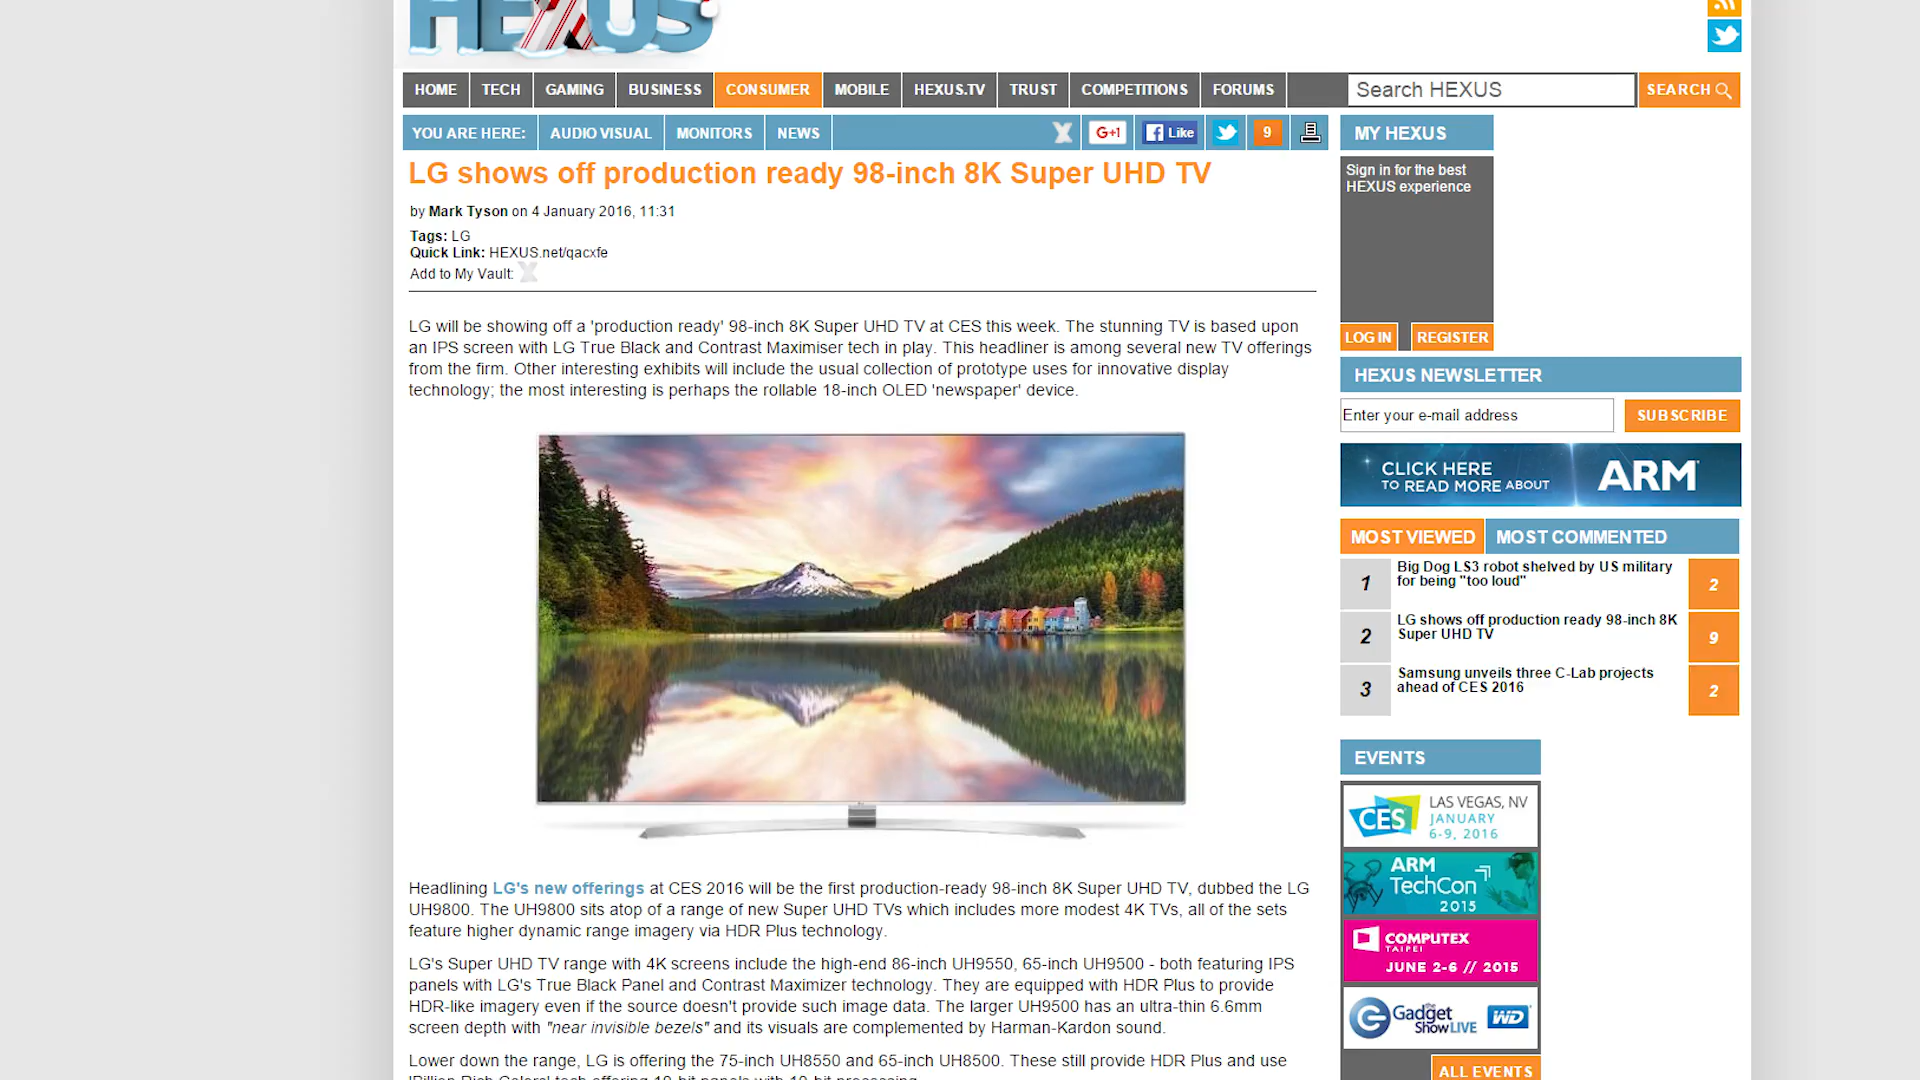 HEXUS
HOME TECH GAMING BUSINESS CONSUMER MOBILE HEXUS.TV TRUST COMPETITIONS FORUMS Search HEXUS SEARCH
YOU ARE HERE: AUDIO VISUAL MONITORS NEWS G+1 Like 9
LG shows off production ready 98-inch 8K Super UHD TV
by Mark Tyson on 4 January 2016, 11:31
Tags: LG
Quick Link: HEXUS.net/qacxfe
Add to My Vault:
LG will be showing off a 'production ready' 98-inch 8K Super UHD TV at CES this week. The stunning TV is based upon
an IPS screen with LG True Black and Contrast Maximiser tech in play. This headliner is among several new TV offerings
from the firm. Other interesting exhibits will include the usual collection of prototype uses for innovative display
technology; the most interesting is perhaps the rollable 18-inch OLED 'newspaper' device.
Headlining LG's new offerings at CES 2016 will be the first production-ready 98-inch 8K Super UHD TV, dubbed the LG
UH9800. The UH9800 sits atop of a range of new Super UHD TVs which includes more modest 4K TVs, all of the sets
feature higher dynamic range imagery via HDR Plus technology.
LG's Super UHD TV range with 4K screens include the high-end 86-inch UH9550, 65-inch UH9500 - both featuring IPS
panels with LG's True Black Panel and Contrast Maximizer technology. They are equipped with HDR Plus to provide
HDR-like imagery even if the source doesn't provide such image data. The larger UH9500 has an ultra-thin 6.6mm
screen depth with "near invisible bezels" and its visuals are complemented by Harman-Kardon sound.
Lower down the range, LG is offering the 75-inch UH8550 and 65-inch UH8500. These still provide HDR Plus and use
'Billion Rich Colors' tech offering 10-bit panels with 10-bit processing.
MY HEXUS
Sign in for the best
HEXUS experience
LOG IN REGISTER
HEXUS NEWSLETTER
Enter your e-mail address SUBSCRIBE
CLICK HERE
TO READ MORE ABOUT ARM
MOST VIEWED MOST COMMENTED
1 Big Dog LS3 robot shelved by US military
for being "too loud" 2
2 LG shows off production ready 98-inch 8K
Super UHD TV 9
3 Samsung unveils three C-Lab projects
ahead of CES 2016 2
EVENTS
CES LAS VEGAS, NV
JANUARY
6-9, 2016
ARM
TechCon
2015
COMPUTEX
TAIPEI
JUNE 2-6 // 2015
the Gadget
Show LIVE WD
ALL EVENTS